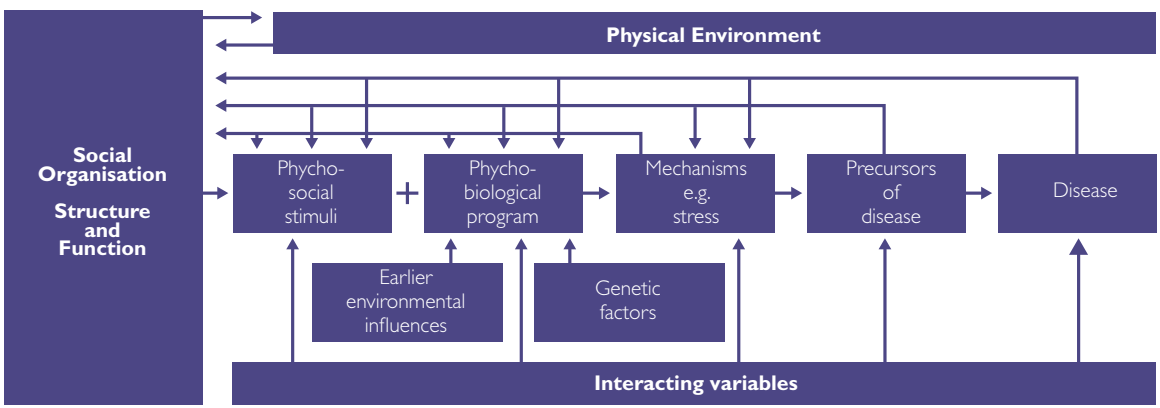 Physical Environment
Social
Organisation
Structure
and
Function
Phycho-
social
stimuli
+
Phycho-
biological
program
Mechanisms
e.g.
stress
Precursors
of
disease
Disease
Earlier
environmental
influences
Genetic
factors
Interacting variables